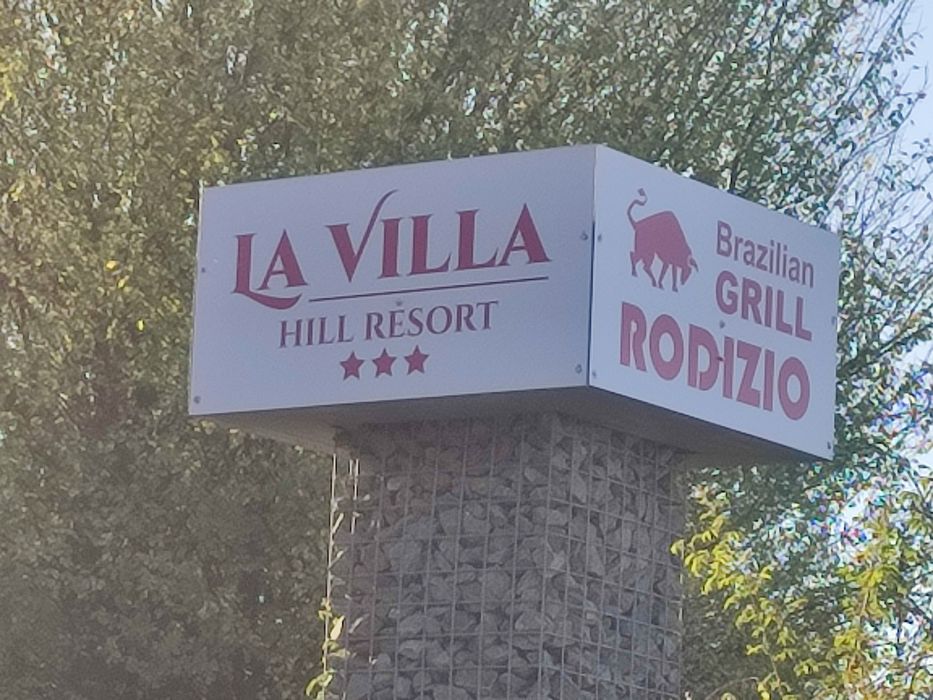 LA VILLA
HILL RESORT
Brazilian
GRILL
RODIZIO